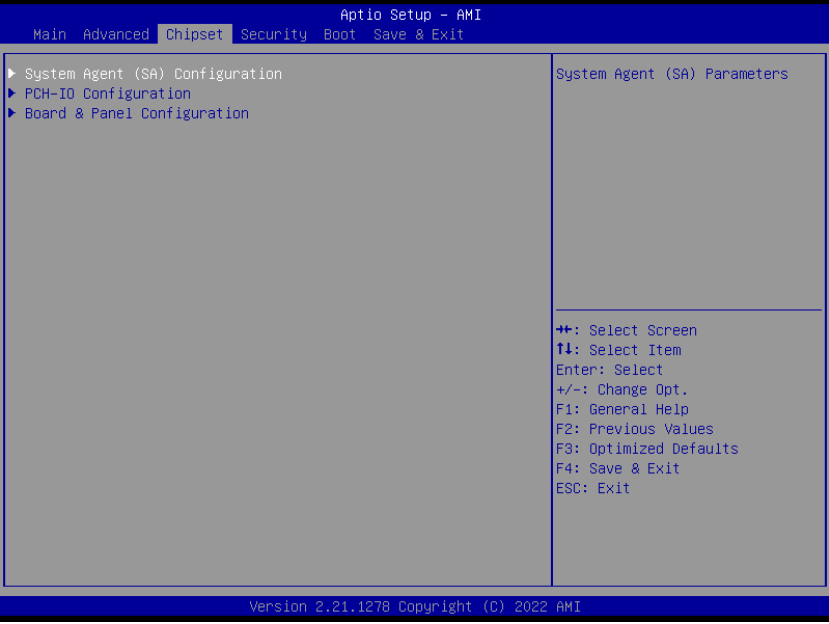 Aptio Setup – AMI
Main Advanced Chipset Security Boot Save & Exit
System Agent (SA) Configuration
PCH-IO Configuration
Board & Panel Configuration
System Agent (SA) Parameters
→←: Select Screen
↑↓: Select Item
Enter: Select
+/-: Change Opt.
F1: General Help
F2: Previous Values
F3: Optimized Defaults
F4: Save & Exit
ESC: Exit
Version 2.21.1278 Copyright (C) 2022 AMI